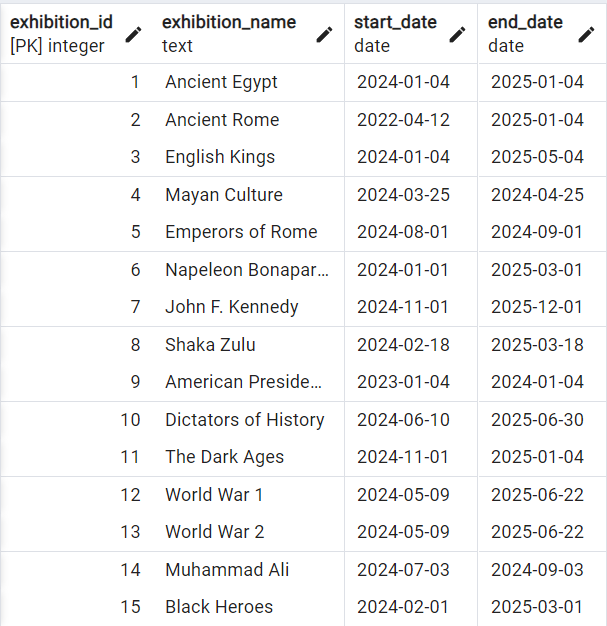 exhibition_id exhibition_name start_date end_date
[PK] integer text date date
1 Ancient Egypt 2024-01-04 2025-01-04
2 Ancient Rome 2022-04-12 2025-01-04
3 English Kings 2024-01-04 2025-05-04
4 Mayan Culture 2024-03-25 2024-04-25
5 Emperors of Rome 2024-08-01 2024-09-01
6 Napeleon Bonapar... 2024-01-01 2025-03-01
7 John F. Kennedy 2024-11-01 2025-12-01
8 Shaka Zulu 2024-02-18 2025-03-18
9 American Preside... 2023-01-04 2024-01-04
10 Dictators of History 2024-06-10 2025-06-30
11 The Dark Ages 2024-11-01 2025-01-04
12 World War 1 2024-05-09 2025-06-22
13 World War 2 2024-05-09 2025-06-22
14 Muhammad Ali 2024-07-03 2024-09-03
15 Black Heroes 2024-02-01 2025-03-01